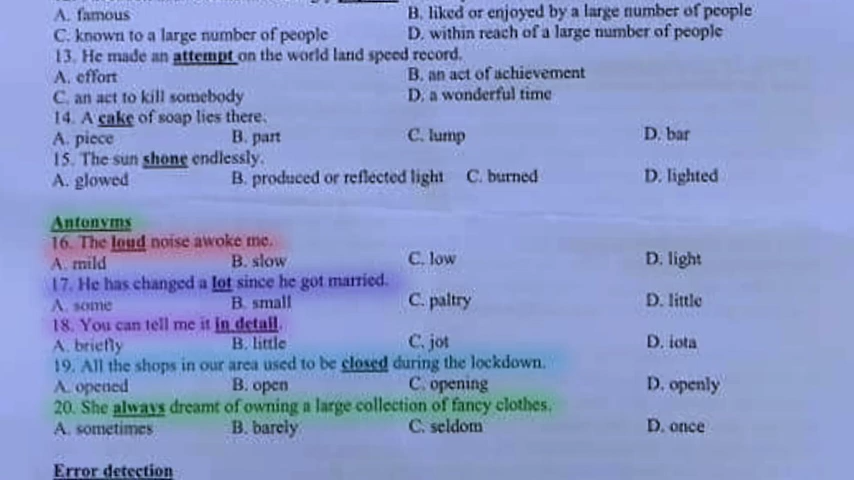 A. famous B. liked or enjoyed by a large number of people
C. known to a large number of people D. within reach of a large number of people
13. He made an attempt on the world land speed record.
A. effort B. an act of achievement
C. an act to kill somebody D. a wonderful time
14. A cake of soap lies there.
A. piece B. part C. lump D. bar
15. The sun shone endlessly.
A. glowed B. produced or reflected light C. burned D. lighted
Antonyms
16. The loud noise awoke me.
A. mild B. slow C. low D. light
17. He has changed a lot since he got married.
A. some B. small C. paltry D. little
18. You can tell me it in detail.
A. briefly B. little C. jot D. iota
19. All the shops in our area used to be closed during the lockdown.
A. opened B. open C. opening D. openly
20. She always dreamt of owning a large collection of fancy clothes.
A. sometimes B. barely C. seldom D. once
Error detection